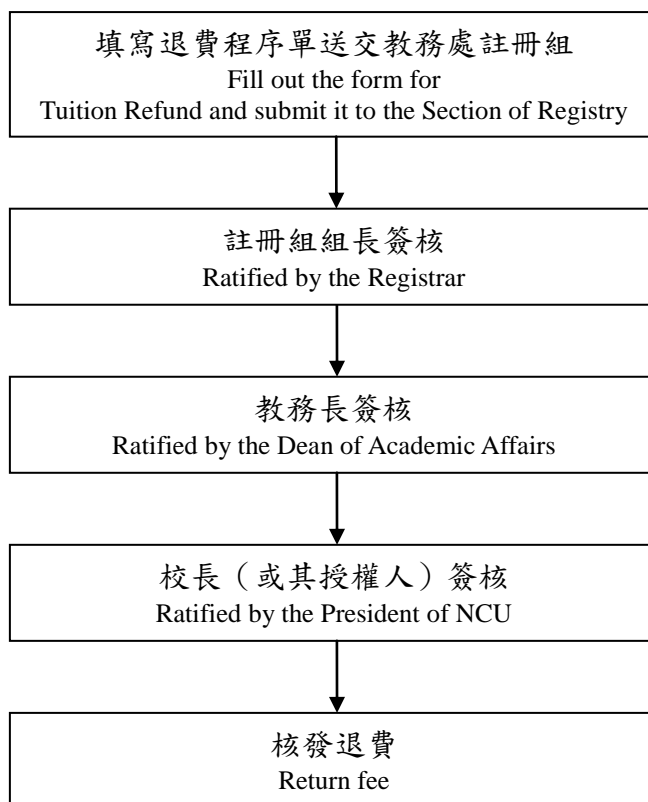 填寫退費程序單送交教務處註冊組
Fill out the form for
Tuition Refund and submit it to the Section of Registry
註冊組組長簽核
Ratified by the Registrar
教務長簽核
Ratified by the Dean of Academic Affairs
校長（或其授權人）簽核
Ratified by the President of NCU
核發退費
Return fee